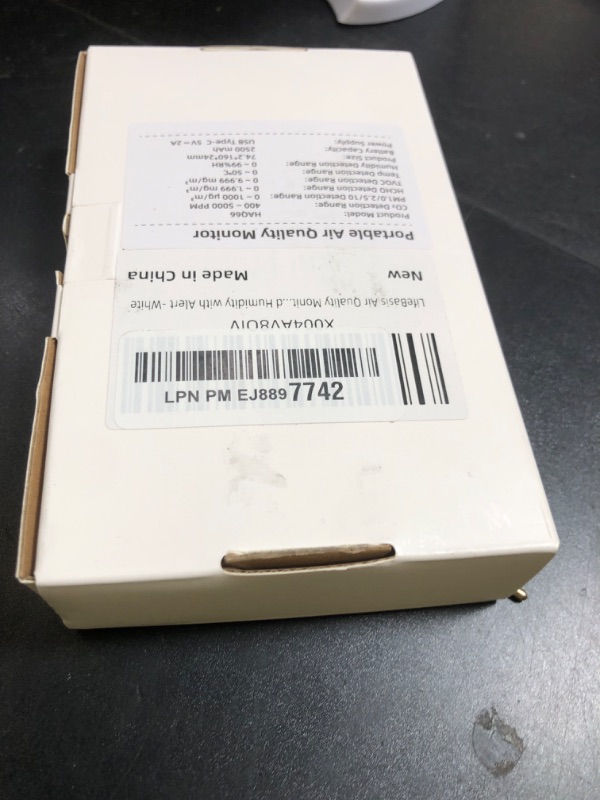 Portable Air Quality Monitor
Product Model: HAQ66
CO₂ Detection Range: 400 ~ 5000 PPM
PM1.0/2.5/10 Detection Range: 0 ~ 1000 μg/m³
HCHO Detection Range: 0 ~ 1.999 mg/m³
TVOC Detection Range: 0 ~ 9.999 mg/m³
Temp Detection Range: 0 ~ 50°C
Humidity Detection Range: 0 ~ 99%RH
Product Size: 74.2*160*24mm
Battery Capacity: 2500 mAh
Power Supply: USB Type-C 5V⎓2A
X004AV8OIV
LifeBasis Air Quality Monit...d Humidity with Alert - White
New
Made in China
LPN PM EJ8897742